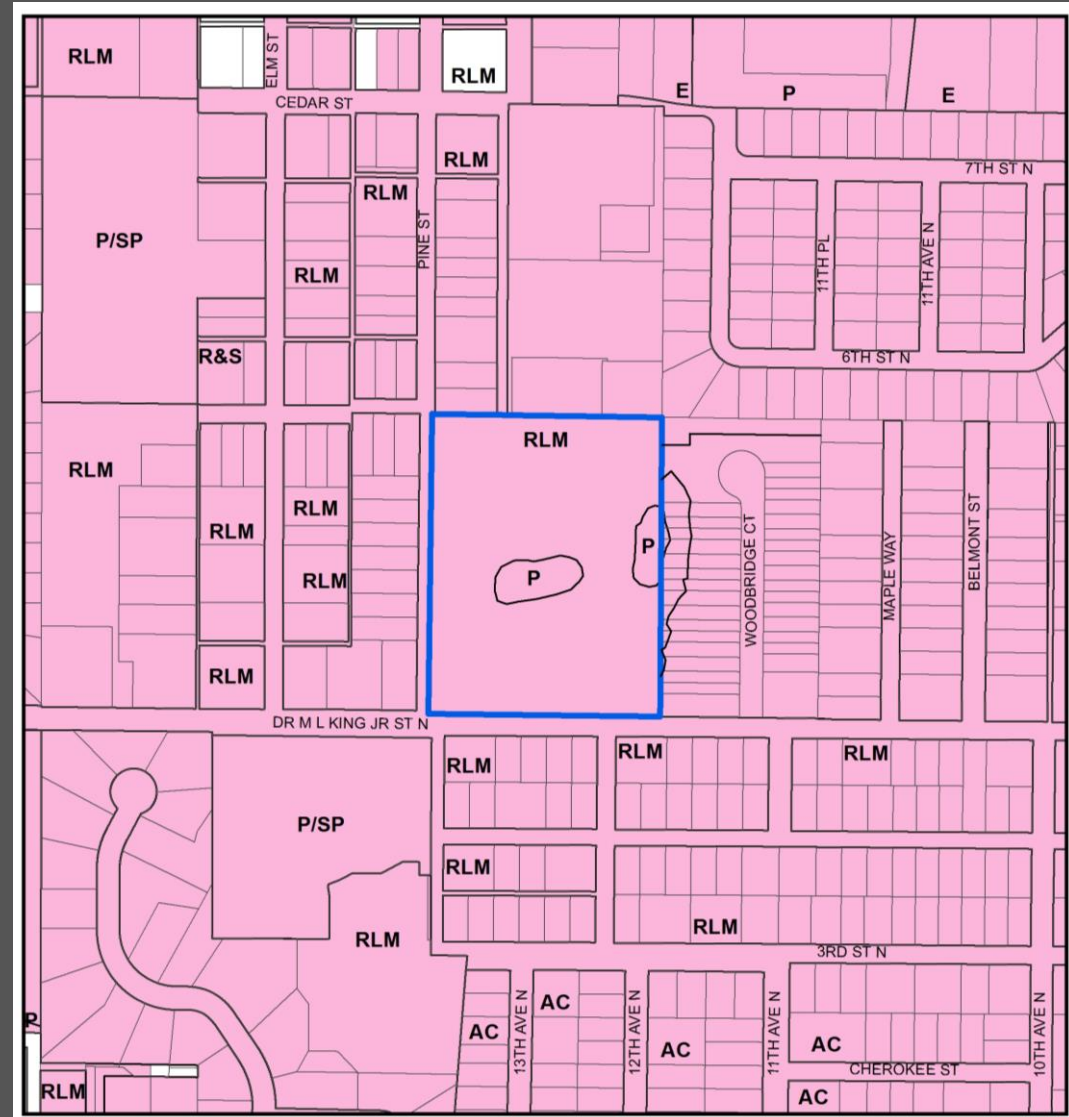 RLM
ELM ST
RLM
E
P
E
CEDAR ST
RLM
7TH ST N
RLM
P/SP
PINE ST
RLM
11TH PL
11TH AVE N
R&S
6TH ST N
RLM
RLM
RLM
RLM
RLM
P
P
WOODBRIDGE CT
MAPLE WAY
BELMONT ST
RLM
DR M L KING JR ST N
RLM
RLM
RLM
P/SP
RLM
RLM
RLM
3RD ST N
AC
AC
AC
AC
13TH AVE N
12TH AVE N
11TH AVE N
10TH AVE N
CHEROKEE ST
RLM
AC